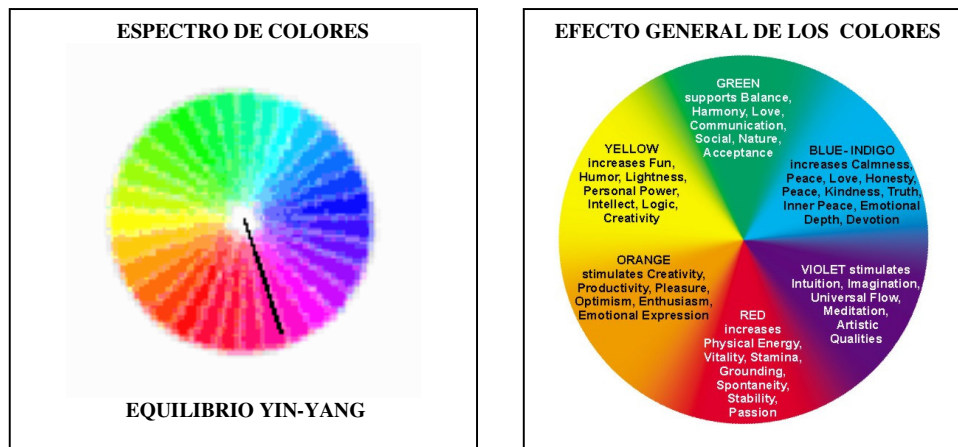 ESPECTRO DE COLORES
EQUILIBRIO YIN-YANG
EFECTO GENERAL DE LOS COLORES
GREEN
supports Balance,
Harmony, Love,
Communication,
Social, Nature,
Acceptance
YELLOW
increases Fun,
Humor, Lightness,
Personal Power,
Intellect, Logic,
Creativity
BLUE-INDIGO
increases Calmness,
Peace, Love, Honesty,
Peace, Kindness, Truth,
Inner Peace, Emotional
Depth, Devotion
ORANGE
stimulates Creativity,
Productivity, Pleasure,
Optimism, Enthusiasm,
Emotional Expression
VIOLET stimulates
Intuition, Imagination,
Universal Flow,
Meditation,
Artistic
Qualities
RED
increases
Physical Energy,
Vitality, Stamina,
Grounding,
Spontaneity,
Stability,
Passion